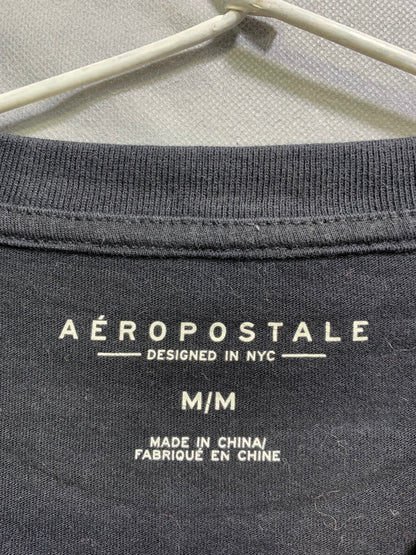 AÉROPOSTALE
DESIGNED IN NYC
M/M
MADE IN CHINA/
FABRIQUÉ EN CHINE